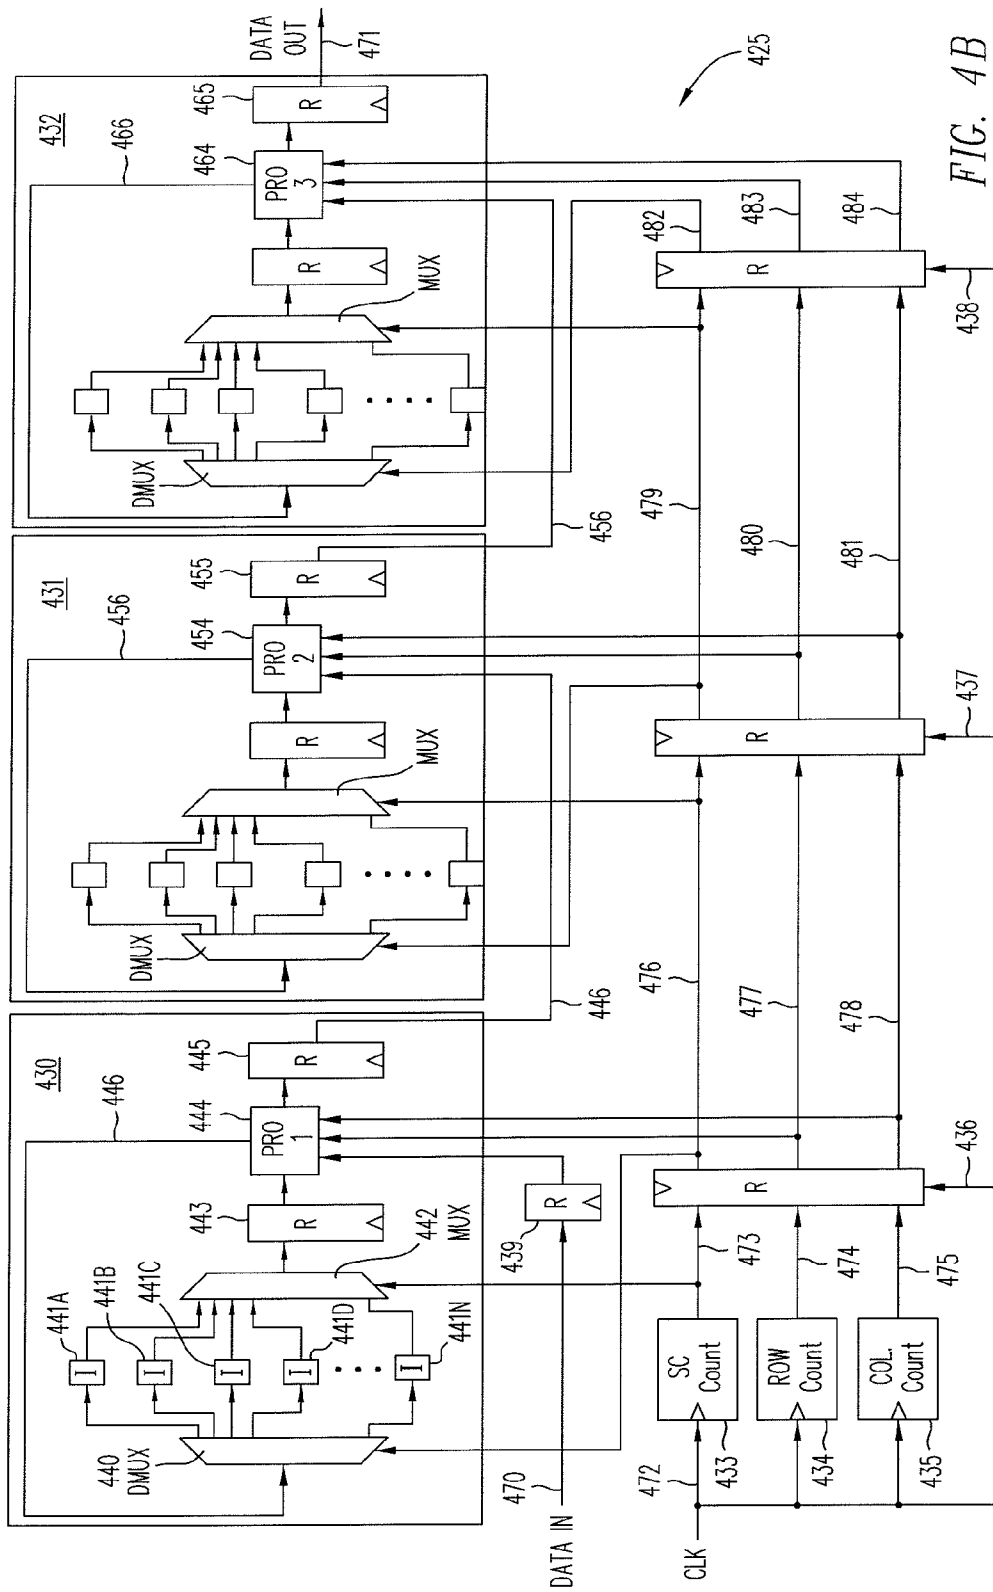 430
446
441A
441B
441C
441D
I
I
I
I
I
441N
440
DMUX
442
MUX
443
R
444
PRO
1
445
R
446
431
456
DMUX
MUX
R
454
PRO
2
455
R
456
432
466
DMUX
MUX
R
464
PRO
3
465
R
DATA
OUT
471
DATA IN
470
439
R
CLK
472
SC
Count
433
ROW
Count
434
COL.
Count
435
473
474
475
R
436
476
477
478
R
437
479
480
481
R
438
482
483
484
425
FIG. 4B